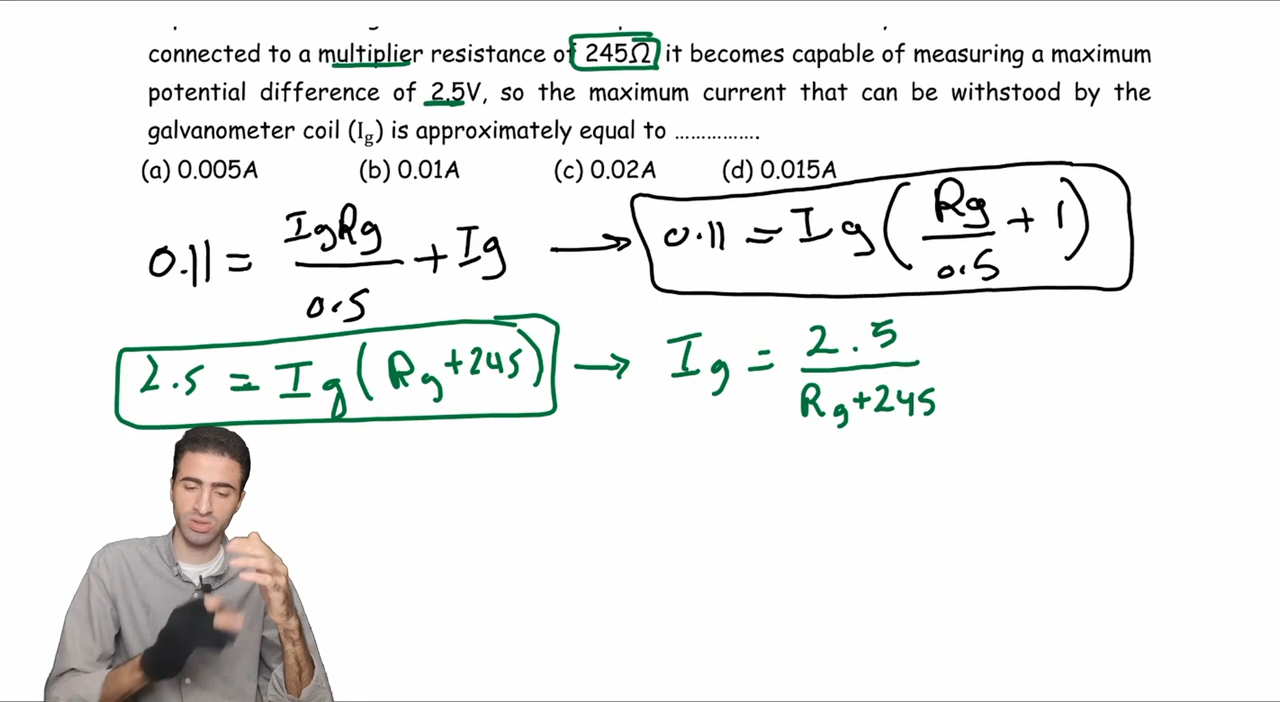 connected to a multiplier resistance of 245Ω it becomes capable of measuring a maximum
potential difference of 2.5V, so the maximum current that can be withstood by the
galvanometer coil (Ig) is approximately equal to ................
(a) 0.005A (b) 0.01A (c) 0.02A (d) 0.015A
0.11 = IgRg / 0.5 + Ig → 0.11 = Ig ( Rg / 0.5 + 1 )
2.5 = Ig ( Rg + 245 ) → Ig = 2.5 / Rg + 245